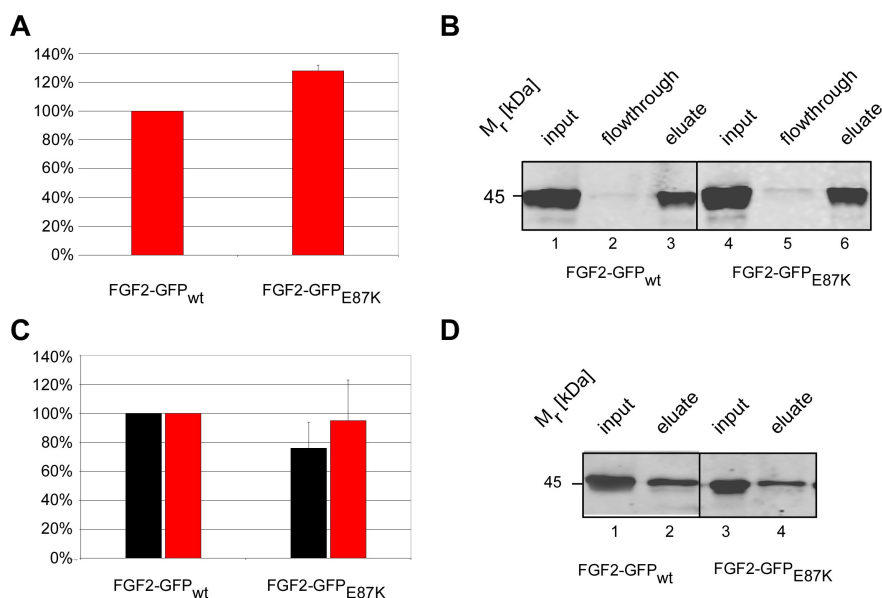 A
140%
120%
100%
80%
60%
40%
20%
0%
FGF2-GFPwt
FGF2-GFPE87K
B
Mr [kDa]
input
flowthrough
eluate
input
flowthrough
eluate
45
1 2 3 4 5 6
FGF2-GFPwt
FGF2-GFPE87K
C
140%
120%
100%
80%
60%
40%
20%
0%
FGF2-GFPwt
FGF2-GFPE87K
D
Mr [kDa]
input
eluate
input
eluate
45
1 2 3 4
FGF2-GFPwt
FGF2-GFPE87K